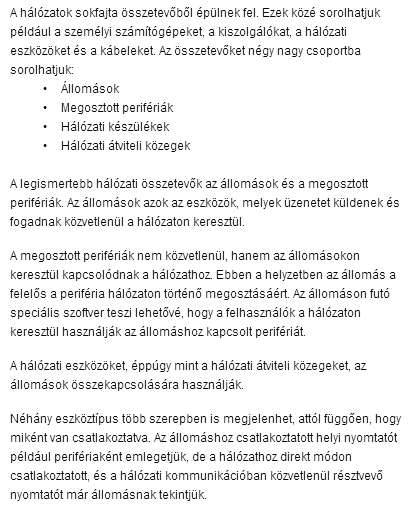 A hálózatok sokfajta összetevőből épülnek fel. Ezek közé sorolhatjuk
például a személyi számítógépeket, a kiszolgálókat, a hálózati
eszközöket és a kábeleket. Az összetevőket négy nagy csoportba
sorolhatjuk:
• Állomások
• Megosztott perifériák
• Hálózati készülékek
• Hálózati átviteli közegek
A legismertebb hálózati összetevők az állomások és a megosztott
perifériák. Az állomások azok az eszközök, melyek üzenetet küldenek és
fogadnak közvetlenül a hálózaton keresztül.
A megosztott perifériák nem közvetlenül, hanem az állomásokon
keresztül kapcsolódnak a hálózathoz. Ebben a helyzetben az állomás a
felelős a periféria hálózaton történő megosztásáért. Az állomáson futó
speciális szoftver teszi lehetővé, hogy a felhasználók a hálózaton
keresztül használják az állomáshoz kapcsolt perifériát.
A hálózati eszközöket, éppúgy mint a hálózati átviteli közegeket, az
állomások összekapcsolására használják.
Néhány eszköztípus több szerepben is megjelenhet, attól függően, hogy
miként van csatlakoztatva. Az állomáshoz csatlakoztatott helyi nyomtatót
például perifériaként emlegetjük, de a hálózathoz direkt módon
csatlakoztatott, és a hálózati kommunikációban közvetlenül résztvevő
nyomtatót már állomásnak tekintjük.